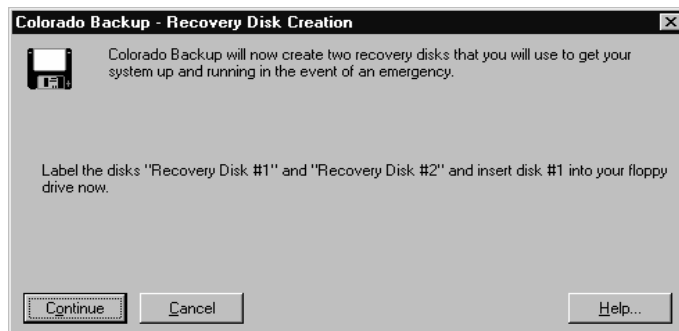 Colorado Backup - Recovery Disk Creation
Colorado Backup will now create two recovery disks that you will use to get your
system up and running in the event of an emergency.
Label the disks "Recovery Disk #1" and "Recovery Disk #2" and insert disk #1 into your floppy
drive now.
Continue
Cancel
Help...